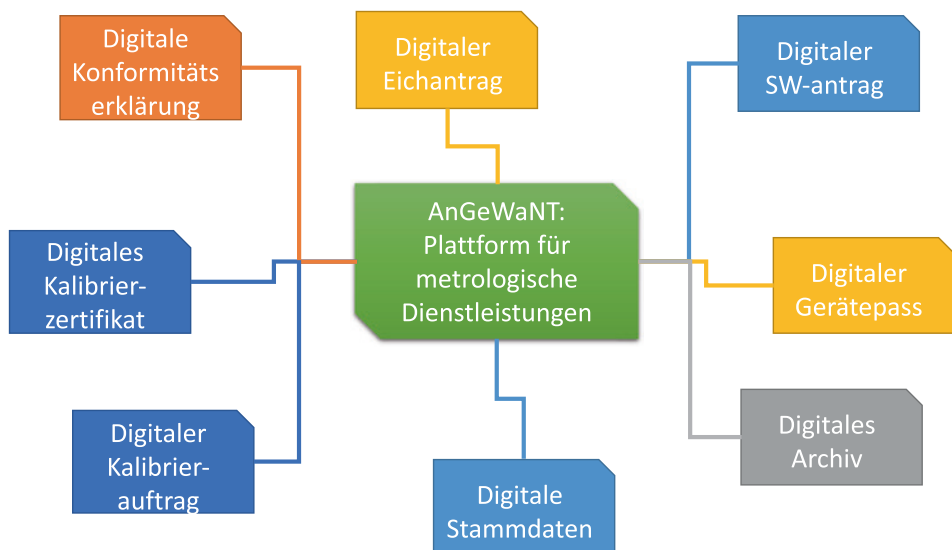 Digitale
Konformitäts
erklärung
Digitaler
Eichantrag
Digitaler
SW-antrag
AnGeWaNT:
Plattform für
metrologische
Dienstleistungen
Digitales
Kalibrier-
zertifikat
Digitaler
Gerätepass
Digitaler
Kalibrier-
auftrag
Digitale
Stammdaten
Digitales
Archiv